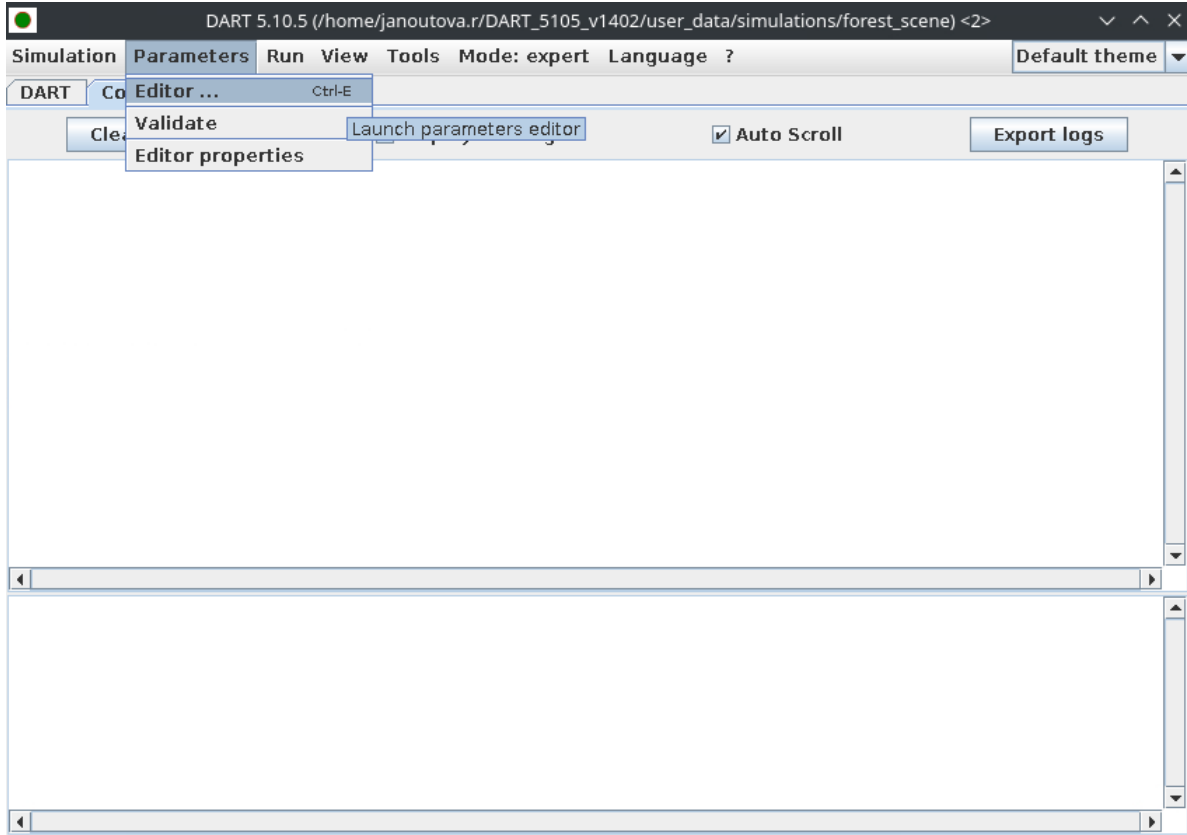 DART 5.10.5 (/home/janoutova.r/DART_5105_v1402/user_data/simulations/forest_scene) <2>
Simulation Parameters Run View Tools Mode: expert Language ? Default theme
DART Co Editor ... Ctrl-E
Clea Validate Launch parameters editor Auto Scroll Export logs
Editor properties